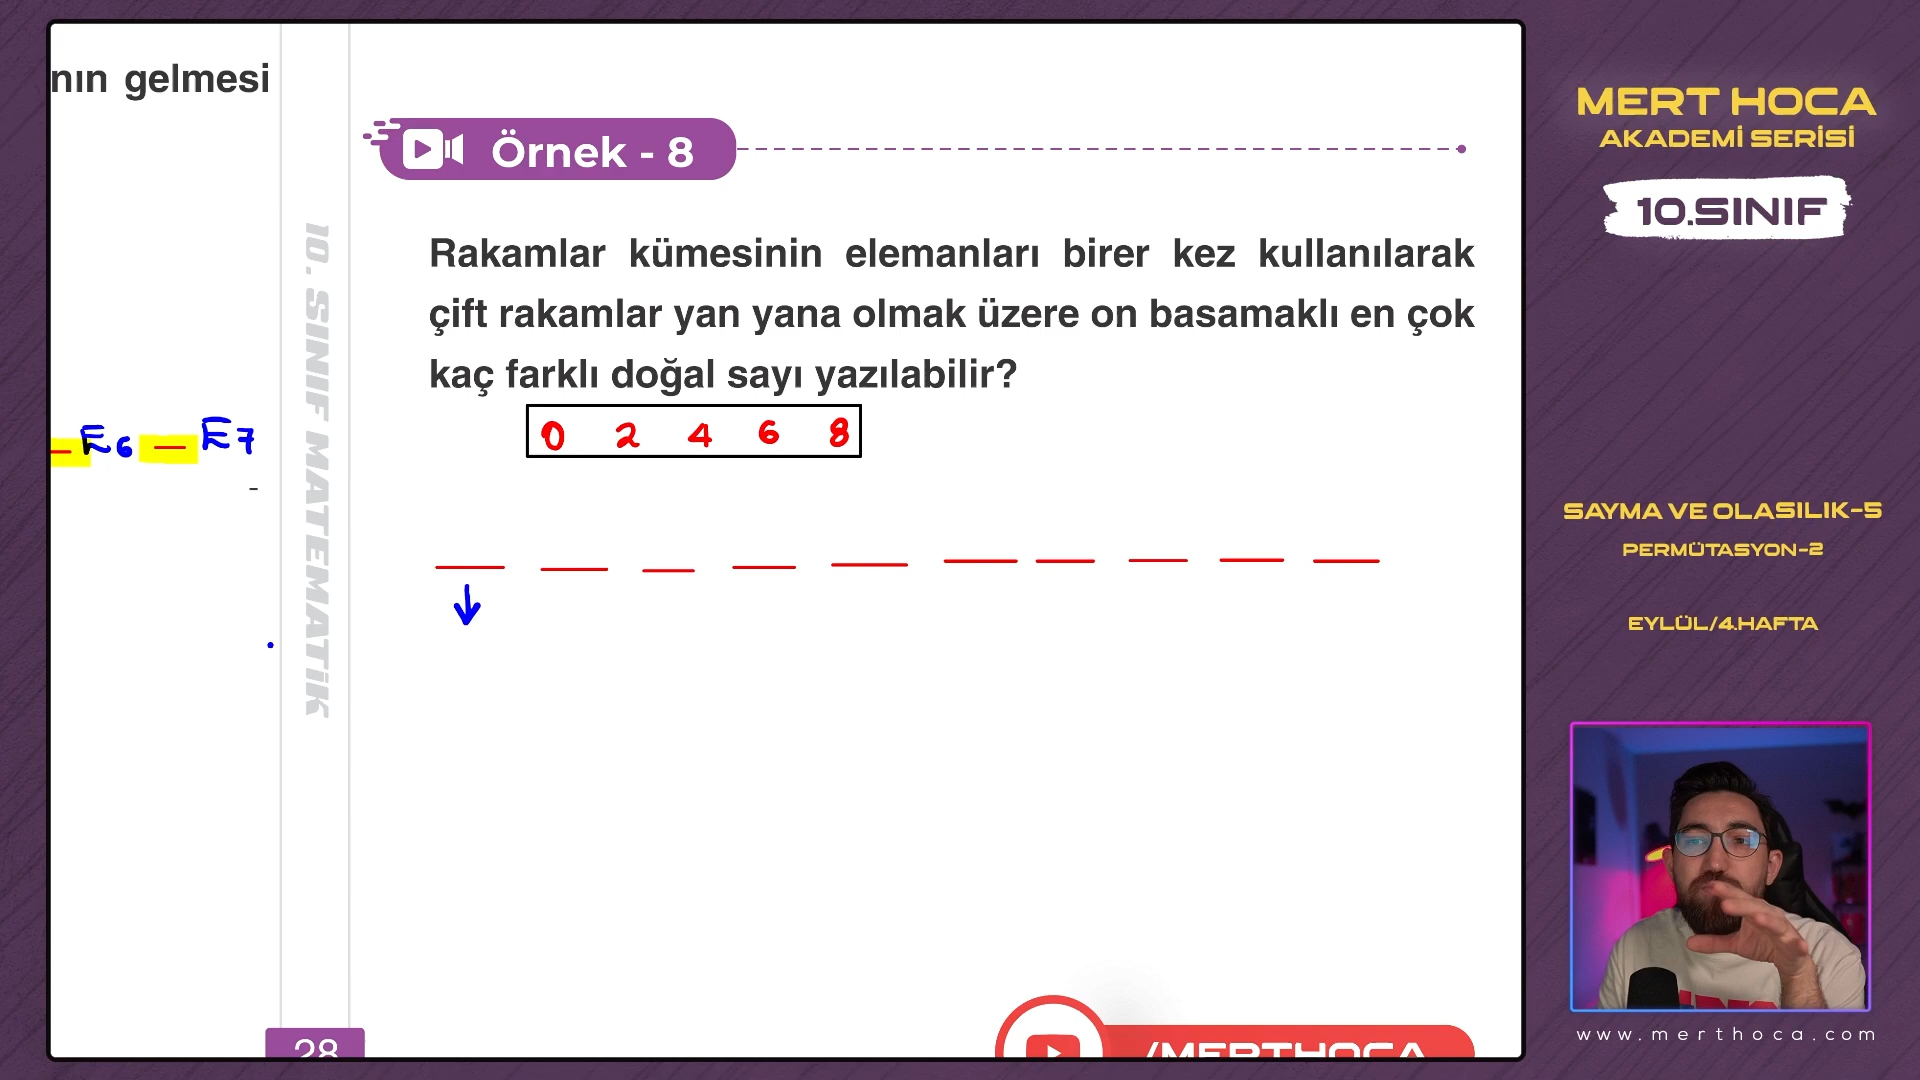 nın gelmesi
E6 — E7
10. SINIF MATEMATİK
28
Örnek - 8
Rakamlar kümesinin elemanları birer kez kullanılarak
çift rakamlar yan yana olmak üzere on basamaklı en çok
kaç farklı doğal sayı yazılabilir?
0 2 4 6 8
/MERTHOCA
MERT HOCA
AKADEMİ SERİSİ
10.SINIF
SAYMA VE OLASILIK-5
PERMÜTASYON-2
EYLÜL/4.HAFTA
www.merthoca.com